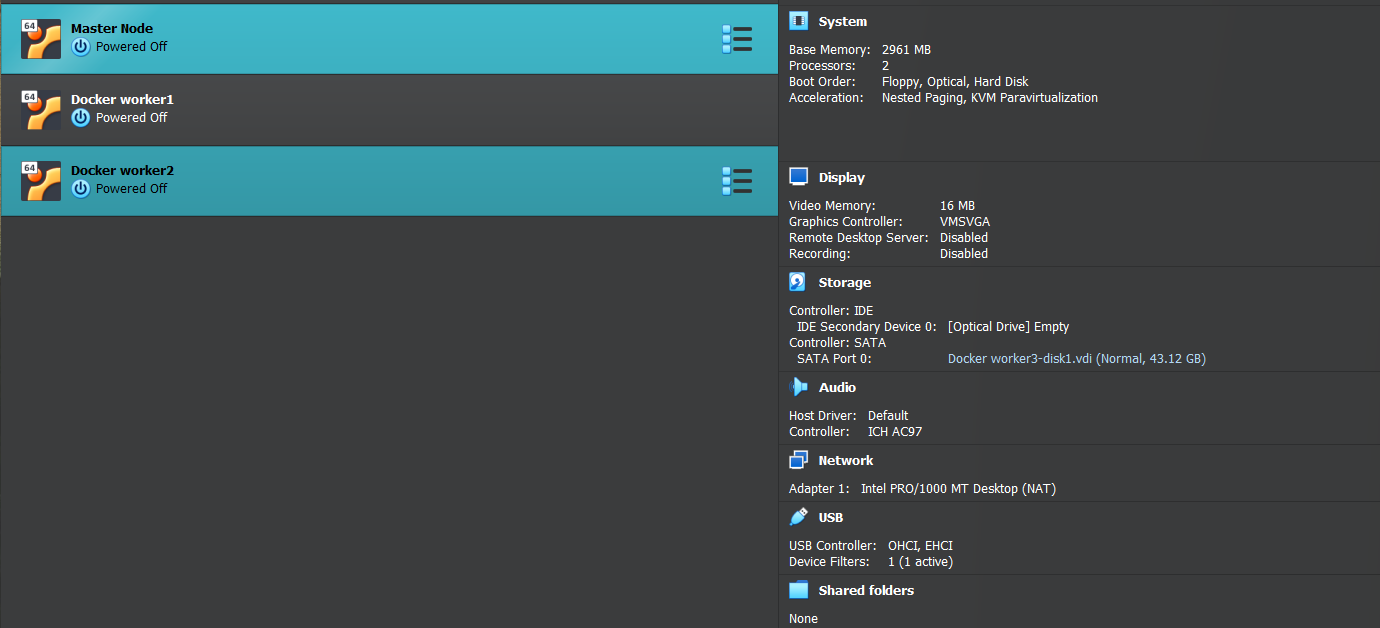 64
Master Node
Powered Off
64
Docker worker1
Powered Off
64
Docker worker2
Powered Off
System
Base Memory: 2961 MB
Processors: 2
Boot Order: Floppy, Optical, Hard Disk
Acceleration: Nested Paging, KVM Paravirtualization
Display
Video Memory: 16 MB
Graphics Controller: VMSVGA
Remote Desktop Server: Disabled
Recording: Disabled
Storage
Controller: IDE
IDE Secondary Device 0: [Optical Drive] Empty
Controller: SATA
SATA Port 0: Docker worker3-disk1.vdi (Normal, 43.12 GB)
Audio
Host Driver: Default
Controller: ICH AC97
Network
Adapter 1: Intel PRO/1000 MT Desktop (NAT)
USB
USB Controller: OHCI, EHCI
Device Filters: 1 (1 active)
Shared folders
None